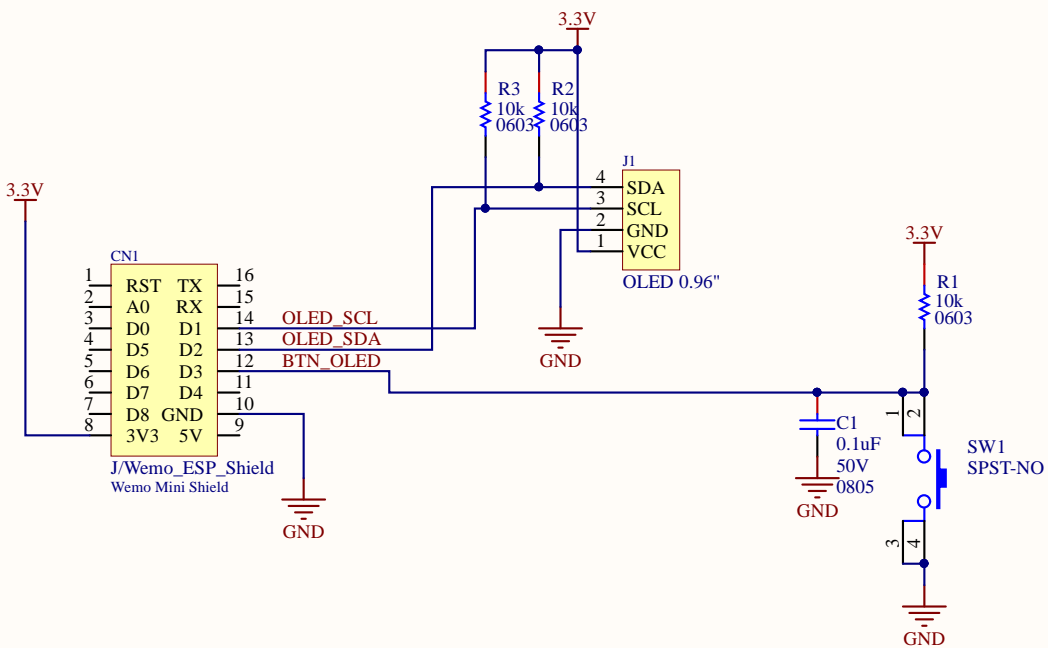 3.3V
R3
10k
0603
R2
10k
0603
J1
4 SDA
3 SCL
2 GND
1 VCC
OLED 0.96"
GND
3.3V
CN1
1 RST TX 16
2 A0 RX 15
3 D0 D1 14 OLED_SCL
4 D5 D2 13 OLED_SDA
5 D6 D3 12 BTN_OLED
6 D7 D4 11
7 D8 GND 10
8 3V3 5V 9
J/Wemo_ESP_Shield
Wemo Mini Shield
GND
3.3V
R1
10k
0603
C1
0.1uF
50V
0805
GND
1 2
SW1
SPST-NO
3 4
GND